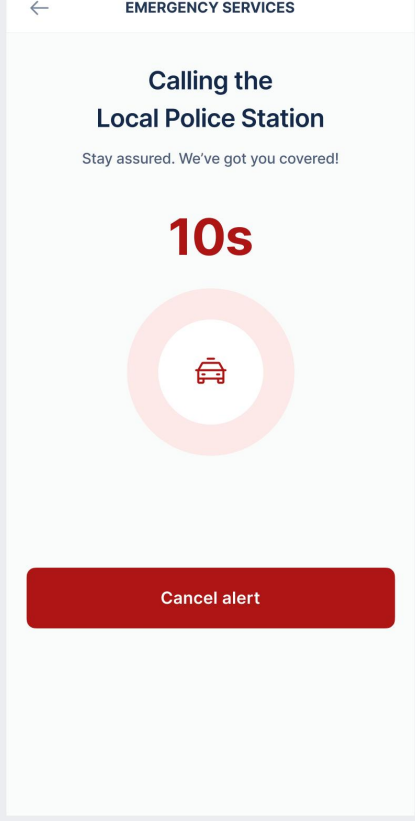 EMERGENCY SERVICES
Calling the
Local Police Station
Stay assured. We’ve got you covered!
10s
Cancel alert